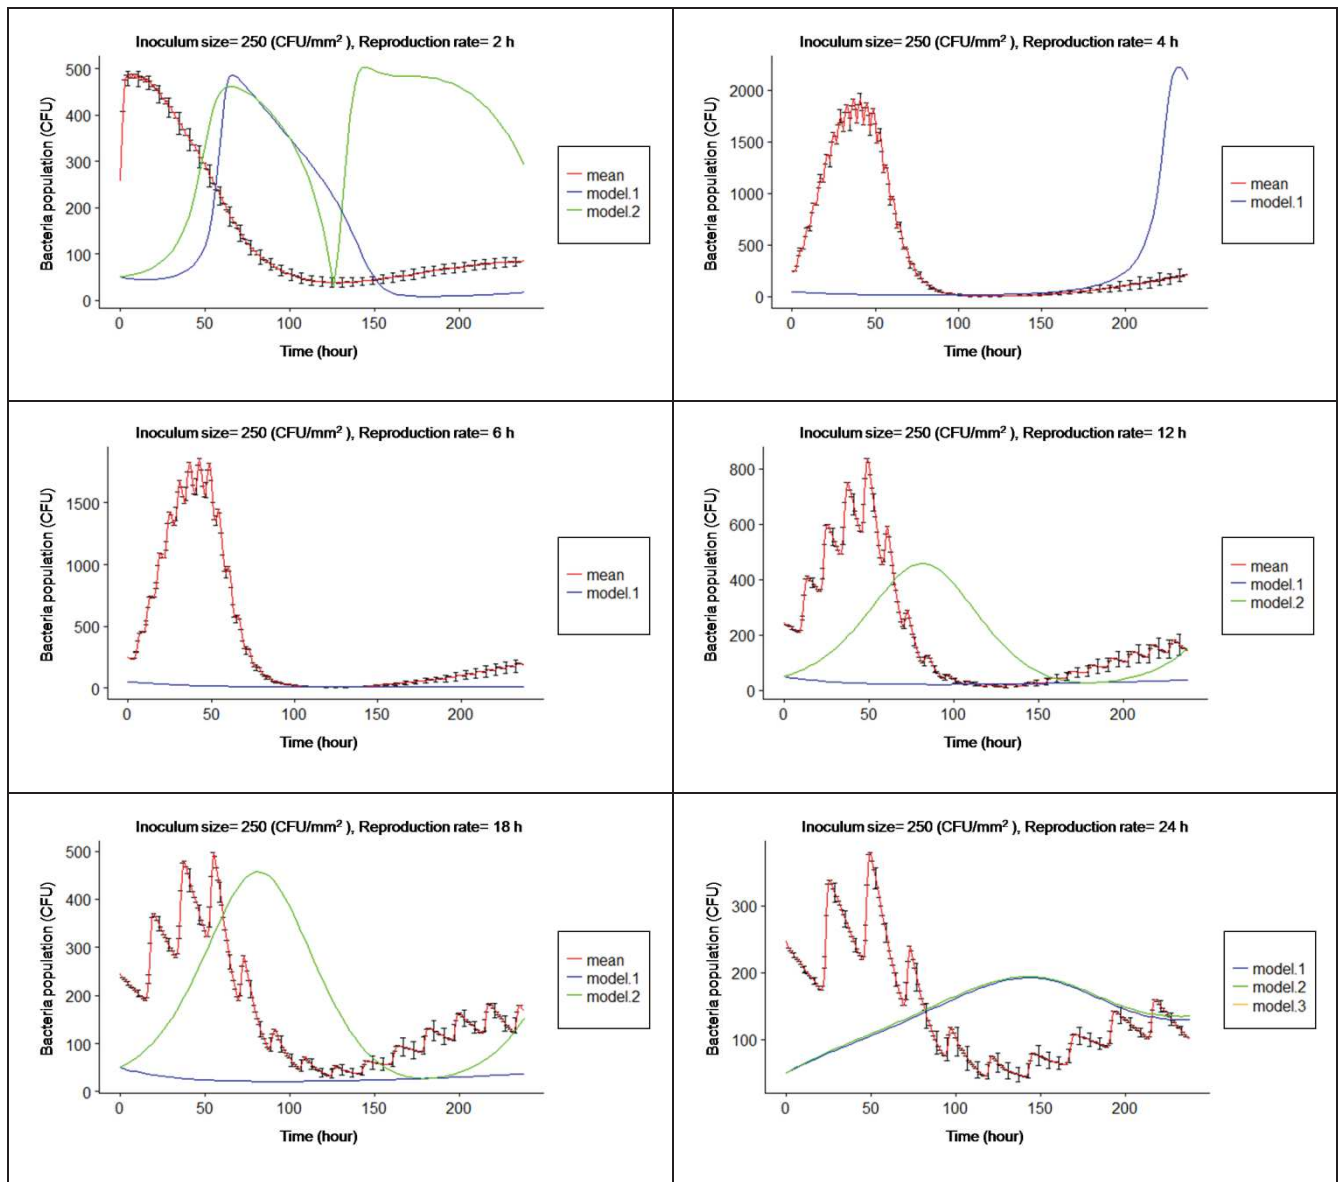 Inoculum size= 250 (CFU/mm² ), Reproduction rate= 2 h
Bacteria population (CFU)
500
400
300
200
100
0
0 50 100 150 200
Time (hour)
mean
model.1
model.2
Inoculum size= 250 (CFU/mm² ), Reproduction rate= 4 h
Bacteria population (CFU)
2000
1500
1000
500
0
0 50 100 150 200
Time (hour)
mean
model.1
Inoculum size= 250 (CFU/mm² ), Reproduction rate= 6 h
Bacteria population (CFU)
1500
1000
500
0
0 50 100 150 200
Time (hour)
mean
model.1
Inoculum size= 250 (CFU/mm² ), Reproduction rate= 12 h
Bacteria population (CFU)
800
600
400
200
0
0 50 100 150 200
Time (hour)
mean
model.1
model.2
Inoculum size= 250 (CFU/mm² ), Reproduction rate= 18 h
Bacteria population (CFU)
500
400
300
200
100
0
0 50 100 150 200
Time (hour)
mean
model.1
model.2
Inoculum size= 250 (CFU/mm² ), Reproduction rate= 24 h
Bacteria population (CFU)
300
200
100
0 50 100 150 200
Time (hour)
model.1
model.2
model.3